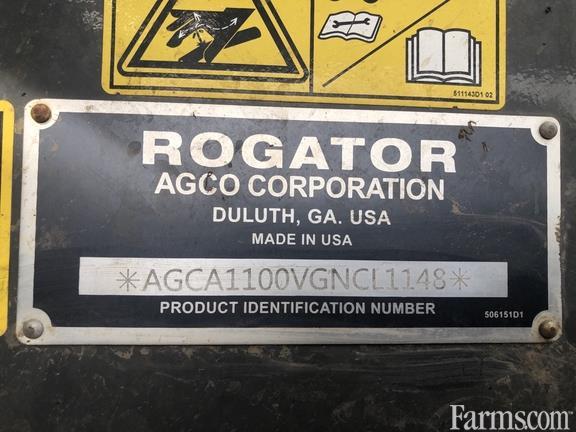 511143D1 02
ROGATOR
AGCO CORPORATION
DULUTH, GA. USA
MADE IN USA
*AGCA1100VGNCL1148*
PRODUCT IDENTIFICATION NUMBER
506151D1
Farms.com